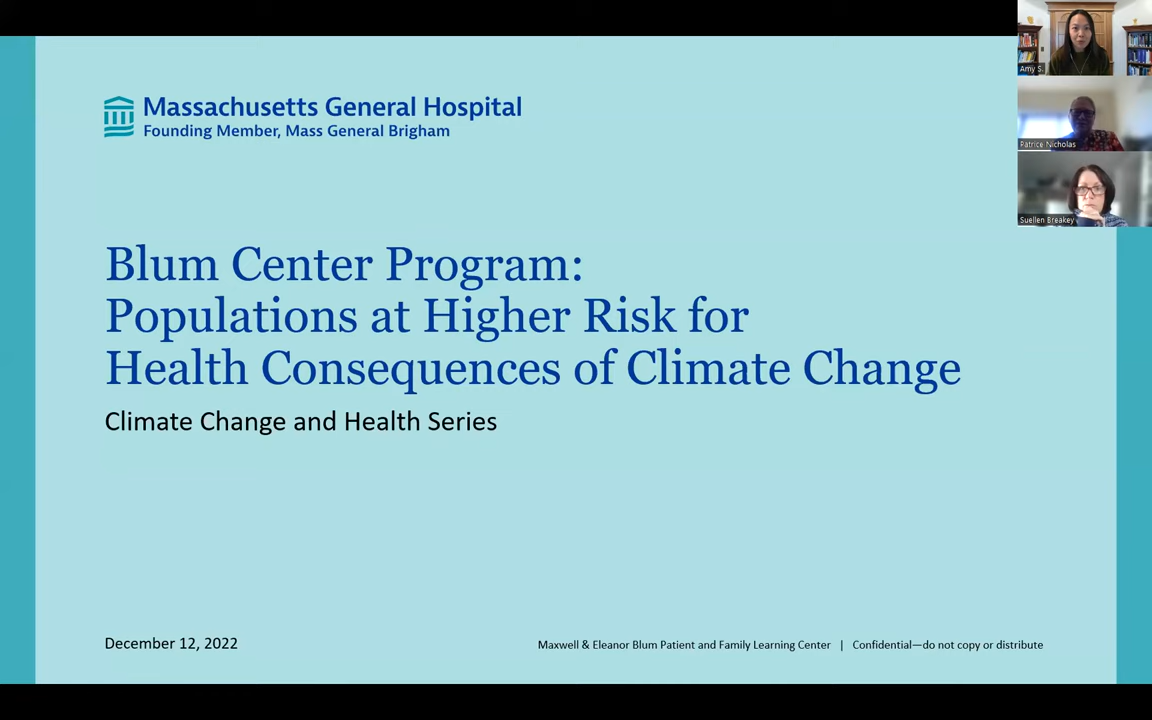 Massachusetts General Hospital
Founding Member, Mass General Brigham
Amy S.
Patrice Nicholas
Suellen Breakey
Blum Center Program:
Populations at Higher Risk for
Health Consequences of Climate Change
Climate Change and Health Series
December 12, 2022
Maxwell & Eleanor Blum Patient and Family Learning Center | Confidential—do not copy or distribute